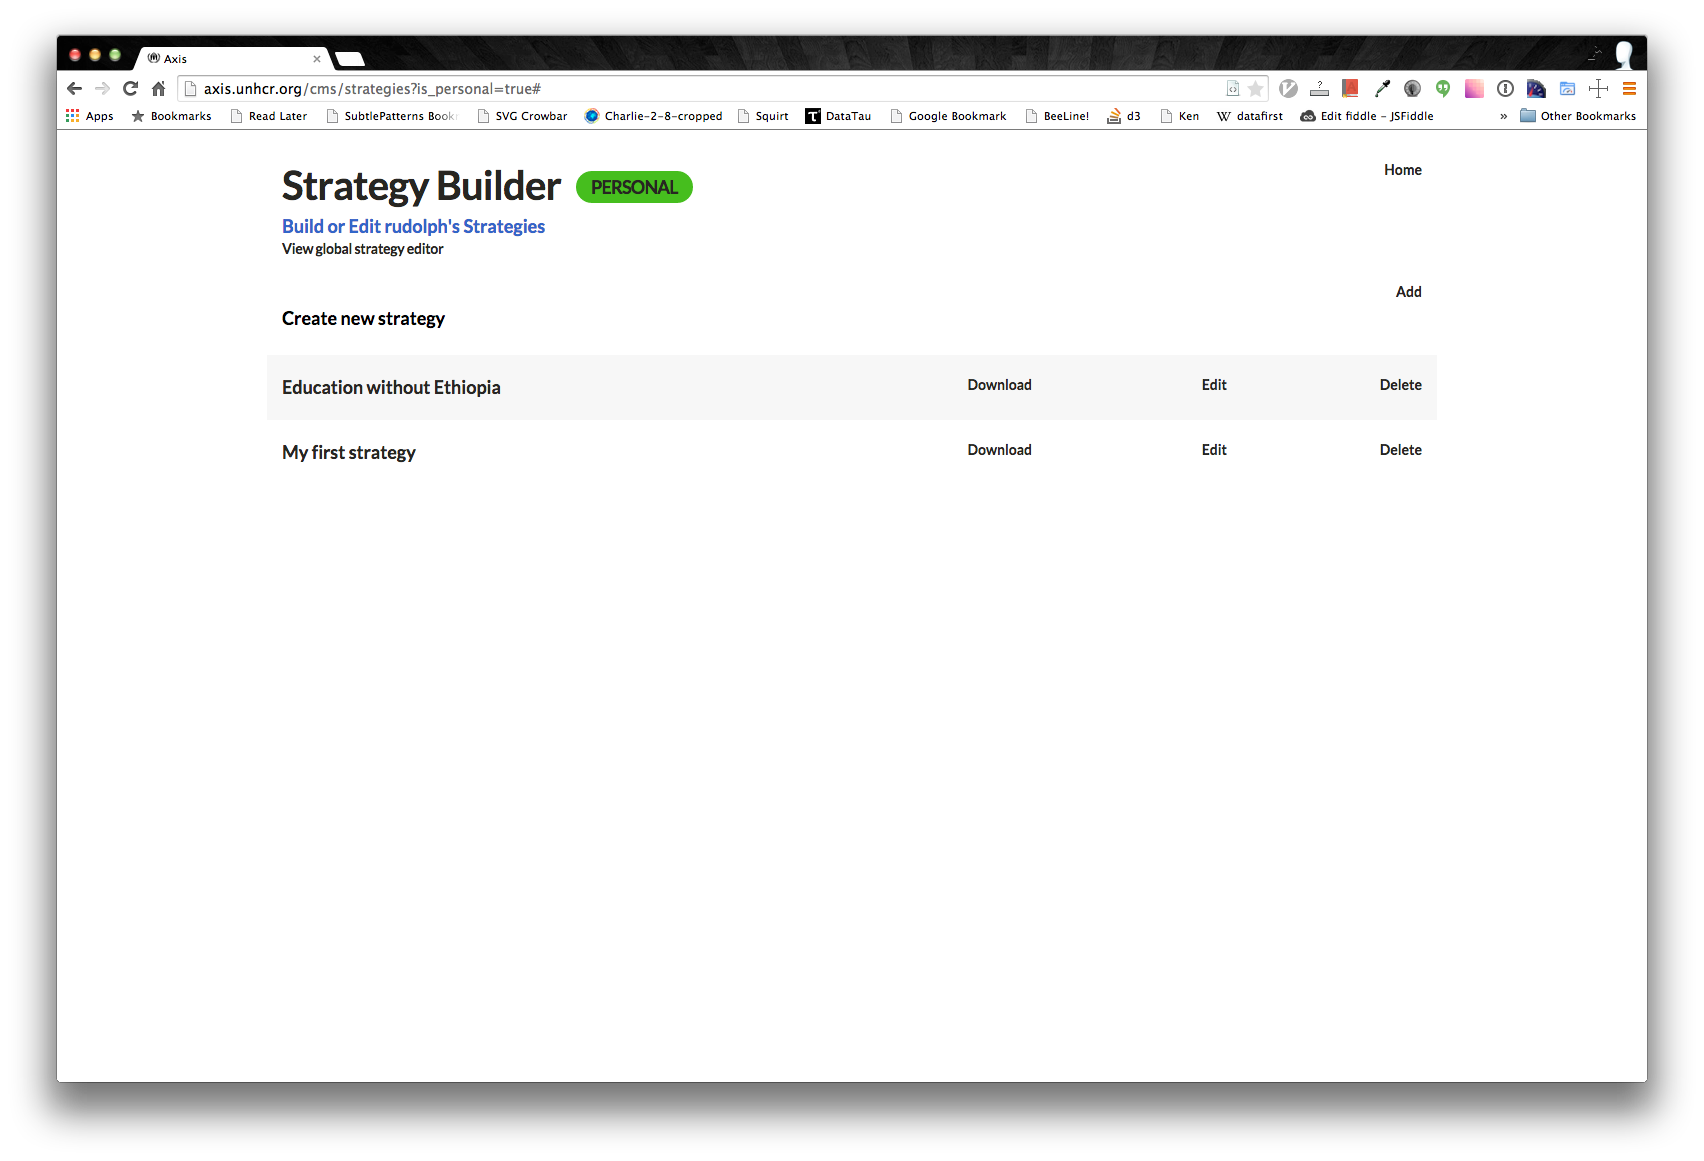 Axis
axis.unhcr.org/cms/strategies?is_personal=true#
Apps Bookmarks Read Later SubtlePatterns Book SVG Crowbar Charlie-2-8-cropped Squirt DataTau Google Bookmark BeeLine! d3 Ken datafirst Edit fiddle - JSFiddle » Other Bookmarks
Home
Strategy Builder PERSONAL
Build or Edit rudolph's Strategies
View global strategy editor
Add
Create new strategy
Education without Ethiopia Download Edit Delete
My first strategy Download Edit Delete